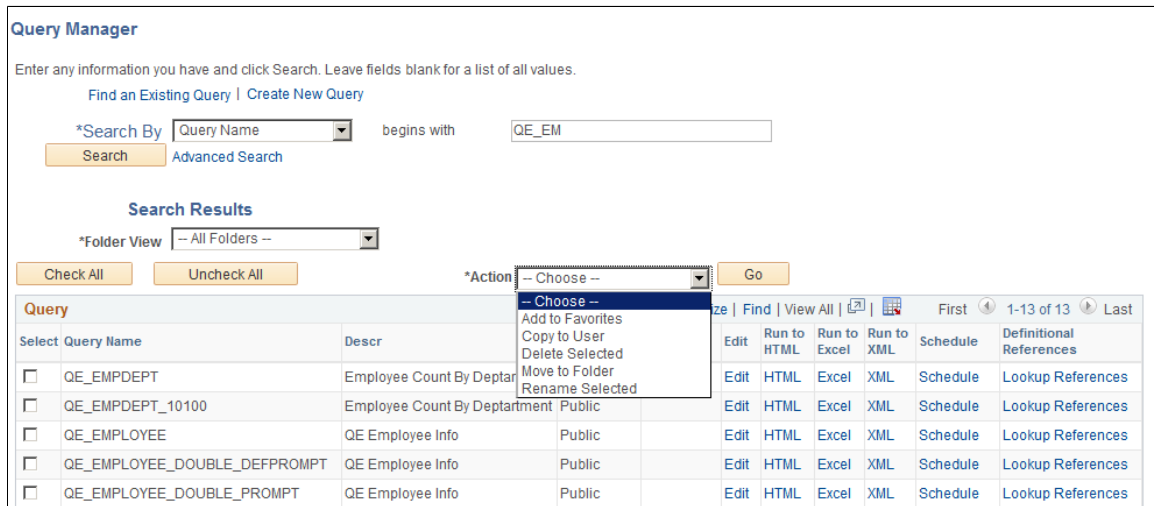 Query Manager
Enter any information you have and click Search. Leave fields blank for a list of all values.
Find an Existing Query | Create New Query
*Search By Query Name begins with QE_EM
Search Advanced Search
Search Results
*Folder View -- All Folders --
Check All Uncheck All *Action -- Choose -- Go
-- Choose --
Add to Favorites
Copy to User
Delete Selected
Move to Folder
Rename Selected
Query ize | Find | View All | | First 1-13 of 13 Last
Select Query Name Descr Edit Run to HTML Run to Excel Run to XML Schedule Definitional References
QE_EMPDEPT Employee Count By Deptar Edit HTML Excel XML Schedule Lookup References
QE_EMPDEPT_10100 Employee Count By Deptartment Public Edit HTML Excel XML Schedule Lookup References
QE_EMPLOYEE QE Employee Info Public Edit HTML Excel XML Schedule Lookup References
QE_EMPLOYEE_DOUBLE_DEFPROMPT QE Employee Info Public Edit HTML Excel XML Schedule Lookup References
QE_EMPLOYEE_DOUBLE_PROMPT QE Employee Info Public Edit HTML Excel XML Schedule Lookup References